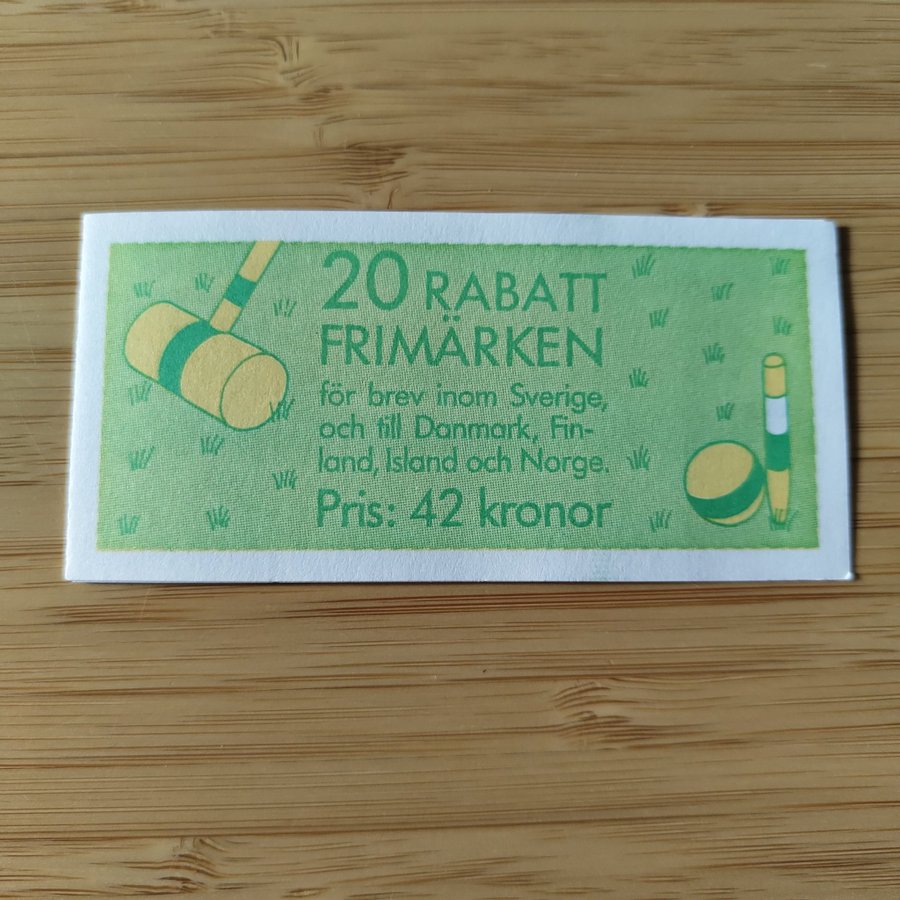 20 RABATT
FRIMÄRKEN
för brev inom Sverige,
och till Danmark, Fin-
land, Island och Norge.
Pris: 42 kronor